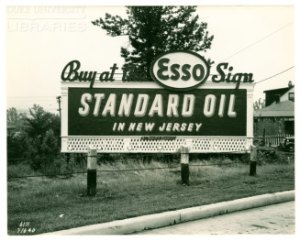 DUKE UNIVERSITY
LIBRARIES
Buy at the Esso Sign
STANDARD OIL
IN NEW JERSEY